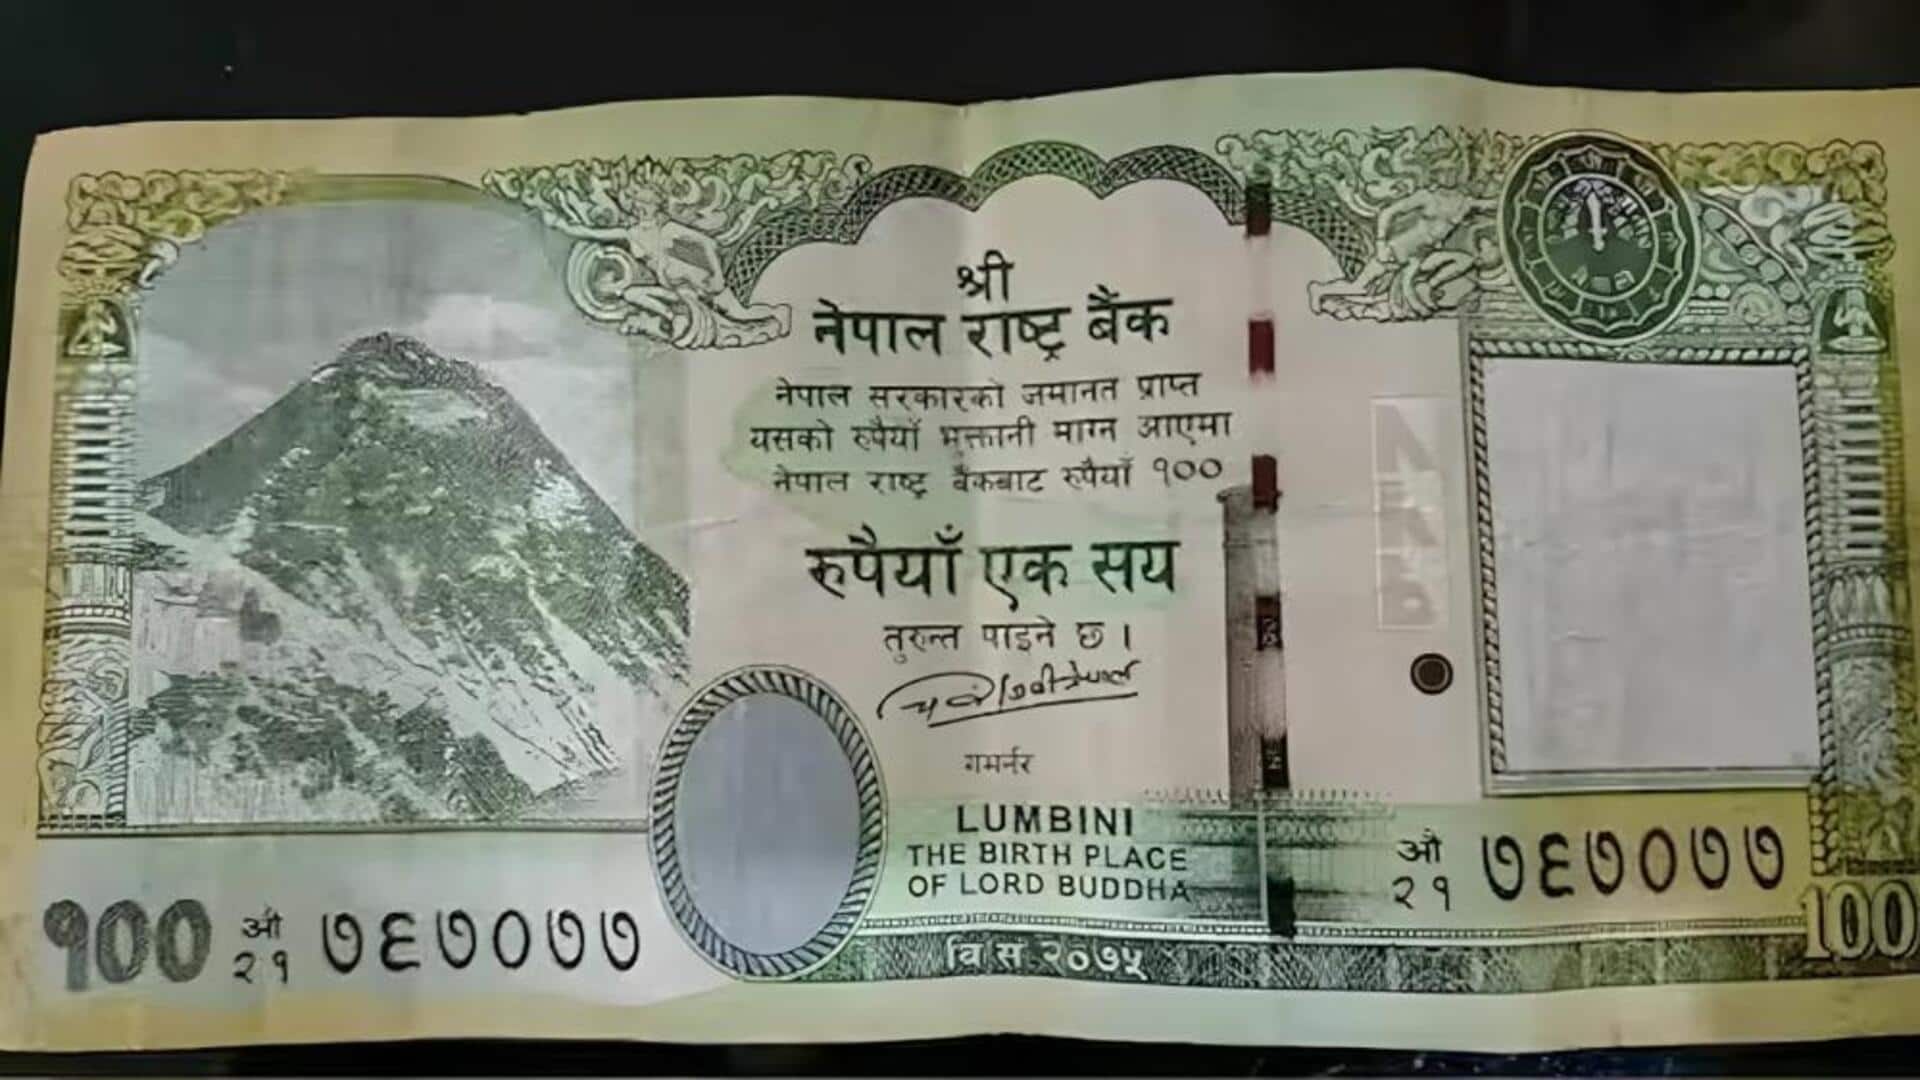 श्री
नेपाल राष्ट्र बैंक
नेपाल सरकारको जमानत प्राप्त
यसको रुपैयाँ भुक्तानी माग्न आएमा
नेपाल राष्ट्र बैंकबाट रुपैयाँ १००
रुपैयाँ एक सय
तुरुन्त पाइने छ ।
गभर्नर
LUMBINI
THE BIRTH PLACE
OF LORD BUDDHA
औ
२१ ७६७०७७
१०० औ
२१ ७६७०७७
100
वि सं २०७५